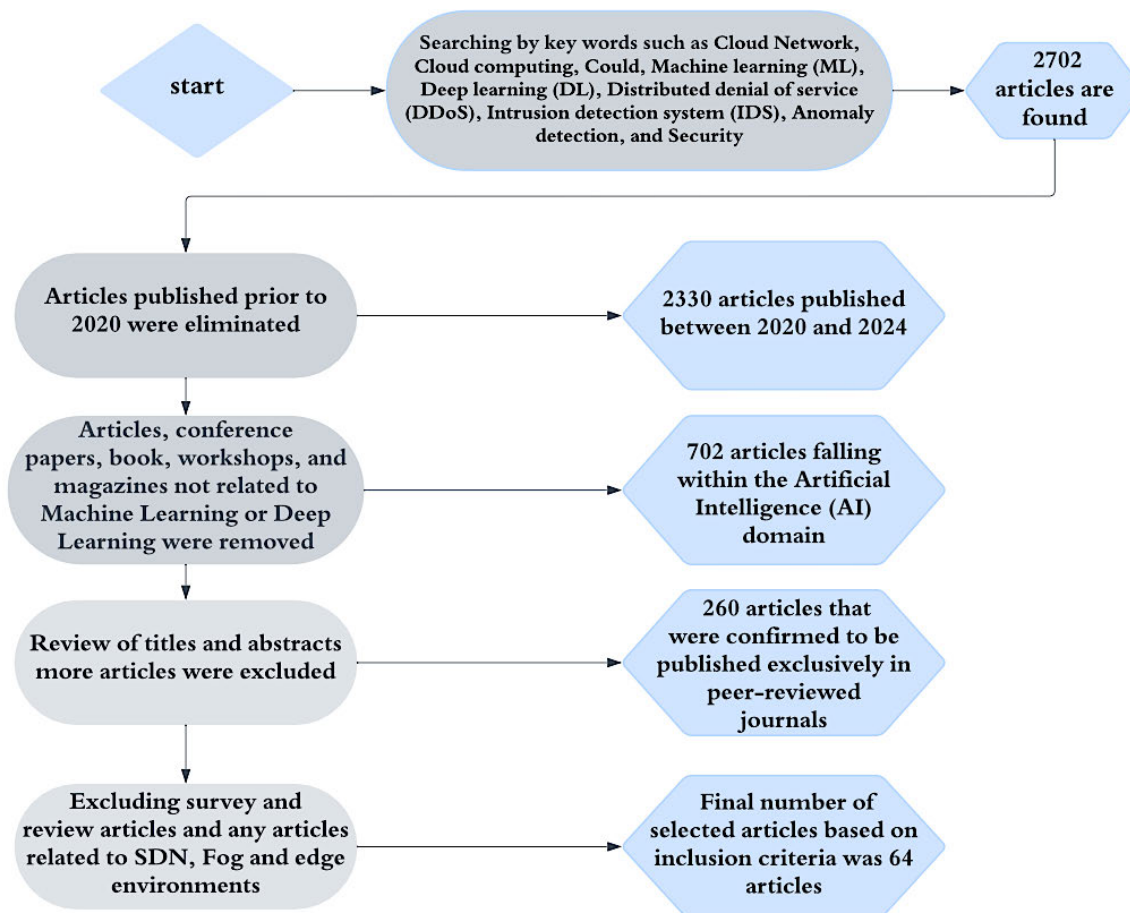 start
Searching by key words such as Cloud Network,
Cloud computing, Could, Machine learning (ML),
Deep learning (DL), Distributed denial of service
(DDoS), Intrusion detection system (IDS), Anomaly
detection, and Security
2702
articles are
found
Articles published prior to
2020 were eliminated
2330 articles published
between 2020 and 2024
Articles, conference
papers, book, workshops, and
magazines not related to
Machine Learning or Deep
Learning were removed
702 articles falling
within the Artificial
Intelligence (AI)
domain
Review of titles and abstracts
more articles were excluded
260 articles that
were confirmed to be
published exclusively in
peer-reviewed
journals
Excluding survey and
review articles and any articles
related to SDN, Fog and edge
environments
Final number of
selected articles based on
inclusion criteria was 64
articles